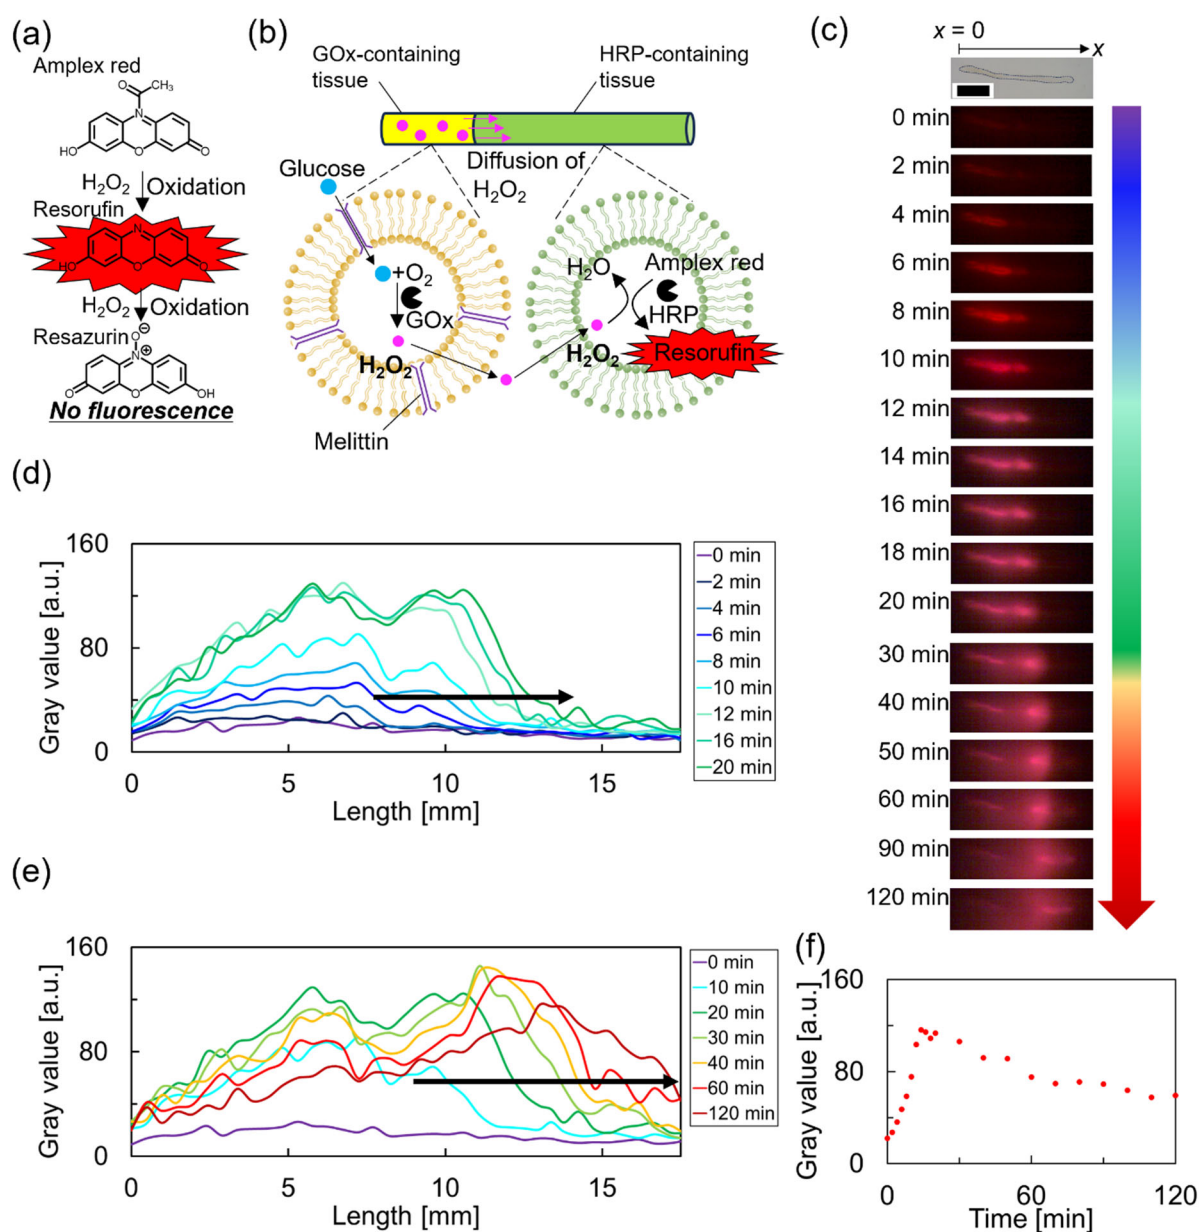 (a)
Amplex red
O
CH₃
N
HO
O
O
H₂O₂
Oxidation
Resorufin
N
HO
O
O
H₂O₂
Oxidation
Resazurin
O⊖
N⊕
O
O
OH
No fluorescence
(b)
GOx-containing
tissue
HRP-containing
tissue
Diffusion of
H₂O₂
Glucose
+O₂
GOx
H₂O₂
Melittin
H₂O
Amplex red
HRP
H₂O₂
Resorufin
(c)
x = 0
x
0 min
2 min
4 min
6 min
8 min
10 min
12 min
14 min
16 min
18 min
20 min
30 min
40 min
50 min
60 min
90 min
120 min
(d)
Gray value [a.u.]
160
80
0
0
5
10
15
Length [mm]
0 min
2 min
4 min
6 min
8 min
10 min
12 min
16 min
20 min
(e)
Gray value [a.u.]
160
80
0
0
5
10
15
Length [mm]
0 min
10 min
20 min
30 min
40 min
60 min
120 min
(f)
Gray value [a.u.]
160
80
0
0
60
120
Time [min]